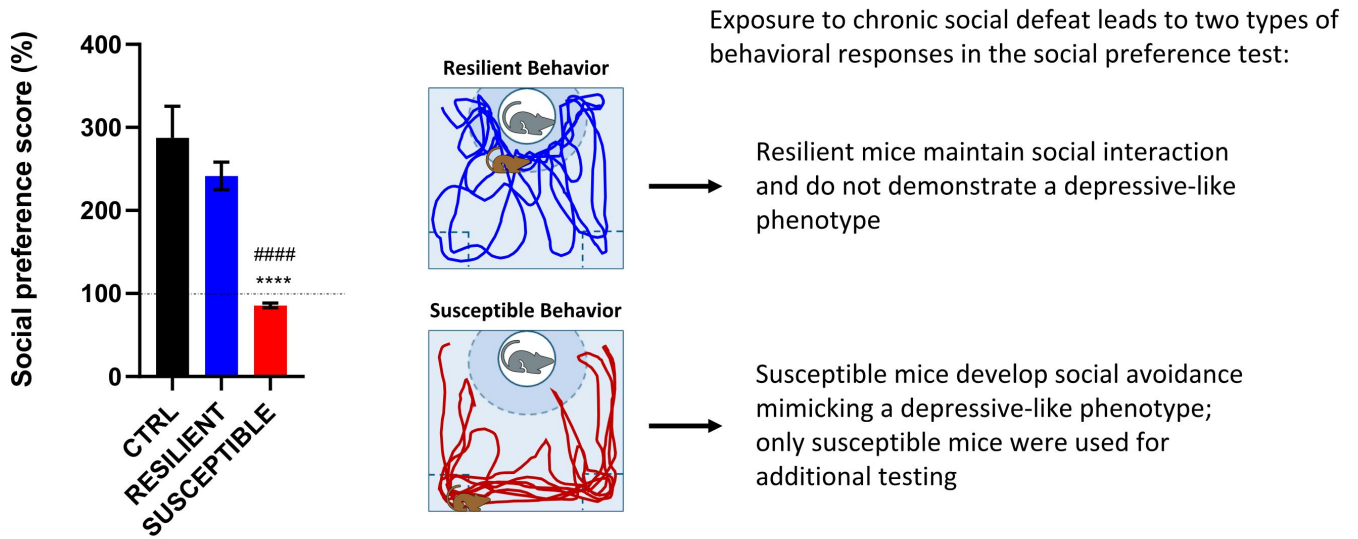 Social preference score (%)
400
300
200
100
0
####
****
CTRL
RESILIENT
SUSCEPTIBLE
Resilient Behavior
Susceptible Behavior
Exposure to chronic social defeat leads to two types of
behavioral responses in the social preference test:
Resilient mice maintain social interaction
and do not demonstrate a depressive-like
phenotype
Susceptible mice develop social avoidance
mimicking a depressive-like phenotype;
only susceptible mice were used for
additional testing